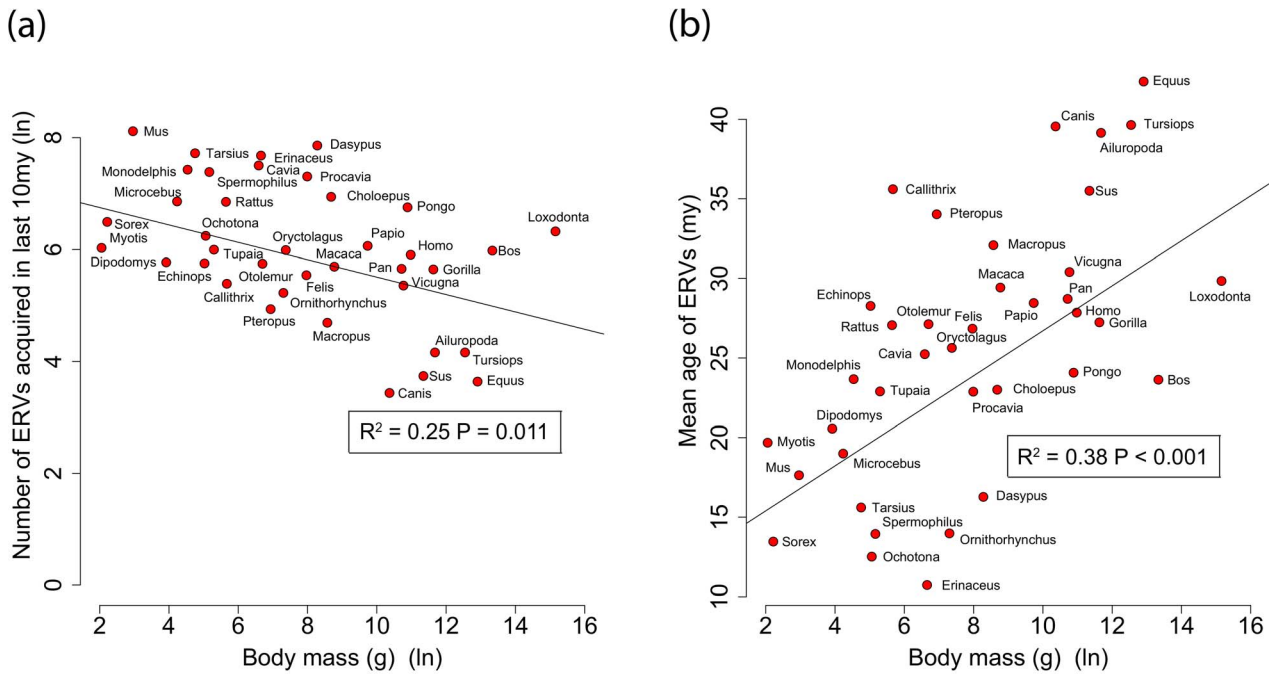 (a)
Number of ERVs acquired in last 10my (ln)
8
6
4
2
0
Mus
Tarsius
Erinaceus
Dasypus
Monodelphis
Spermophilus
Cavia
Procavia
Microcebus
Rattus
Choloepus
Pongo
Sorex
Ochotona
Loxodonta
Myotis
Oryctolagus
Papio
Homo
Bos
Dipodomys
Tupaia
Macaca
Echinops
Otolemur
Pan
Gorilla
Callithrix
Felis
Vicugna
Ornithorhynchus
Pteropus
Macropus
Ailuropoda
Tursiops
Sus
Equus
Canis
R² = 0.25 P = 0.011
2 4 6 8 10 12 14 16
Body mass (g) (ln)
(b)
Mean age of ERVs (my)
40
35
30
25
20
15
10
Equus
Canis
Tursiops
Ailuropoda
Callithrix
Sus
Pteropus
Macropus
Vicugna
Macaca
Pan
Loxodonta
Echinops
Papio
Homo
Otolemur
Felis
Gorilla
Rattus
Oryctolagus
Cavia
Monodelphis
Pongo
Bos
Tupaia
Choloepus
Procavia
Dipodomys
Myotis
Microcebus
Mus
R² = 0.38 P < 0.001
Dasypus
Tarsius
Spermophilus
Sorex
Ornithorhynchus
Ochotona
Erinaceus
2 4 6 8 10 12 14 16
Body mass (g) (ln)